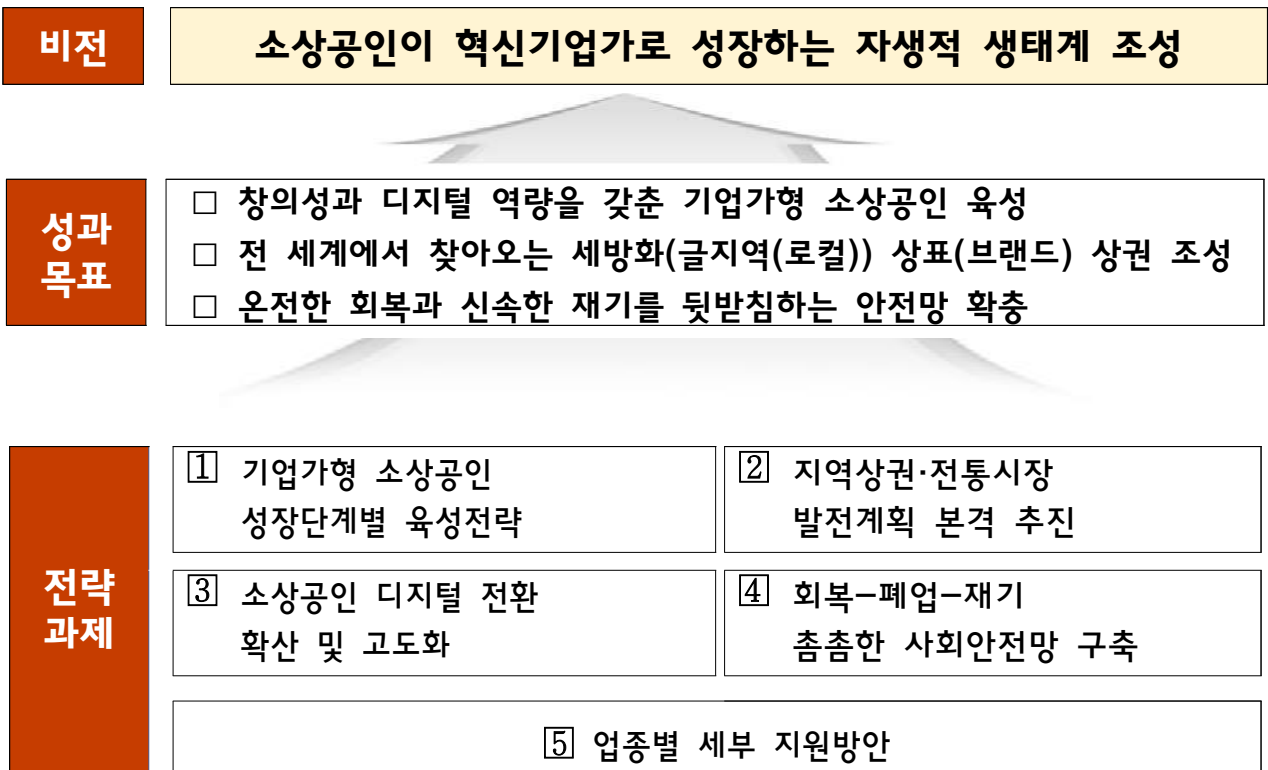 비전
소상공인이 혁신기업가로 성장하는 자생적 생태계 조성
성과
목표
□ 창의성과 디지털 역량을 갖춘 기업가형 소상공인 육성
□ 전 세계에서 찾아오는 세방화(글지역(로컬)) 상표(브랜드) 상권 조성
□ 온전한 회복과 신속한 재기를 뒷받침하는 안전망 확충
전략
과제
1 기업가형 소상공인
성장단계별 육성전략
2 지역상권·전통시장
발전계획 본격 추진
3 소상공인 디지털 전환
확산 및 고도화
4 회복-폐업-재기
촘촘한 사회안전망 구축
5 업종별 세부 지원방안